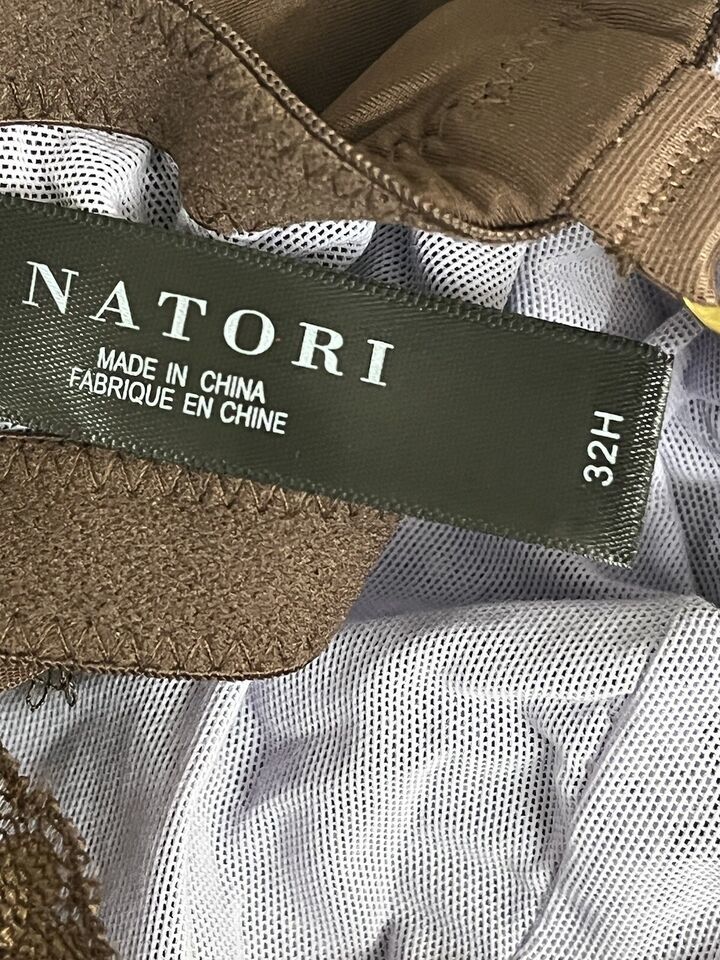 NATORI
MADE IN CHINA
FABRIQUE EN CHINE
32H